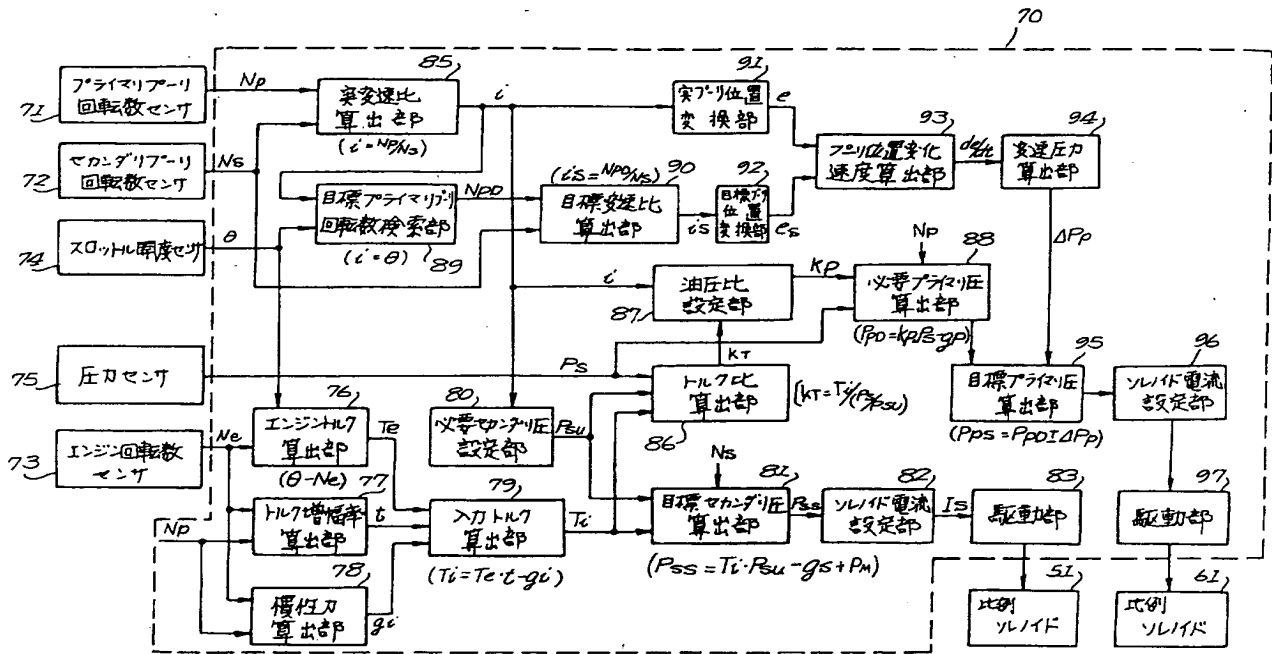 70
プライマリプーリ
回転数センサ
71
Np
85
実変速比
算出部
(i=Np/Ns)
i
91
実プーリ位置
変換部
e
93
プーリ位置変化
速度算出部
de/dt
94
変速圧力
算出部
ΔPp
セカンダリプーリ
回転数センサ
72
Ns
目標プライマリプーリ
回転数検索部
(i=θ)
89
NPD
(is=NPD/Ns)
90
目標変速比
算出部
is
92
目標プーリ
位置
変換部
es
スロットル開度センサ
74
θ
i
油圧比
設定部
87
Kp
Np
88
必要プライマリ圧
算出部
(PPD=KpPs-gp)
圧力センサ
75
Ps
KT
トルク比
算出部
86
[KT=Ti/(Ps/Psu)
95
目標プライマリ圧
算出部
(PPS=PPD±ΔPp)
96
ソレノイド電流
設定部
エンジン回転数
センサ
73
Ne
76
エンジントルク
算出部
(θ-Ne)
Te
80
必要セカンダリ圧
設定部
Psu
Np
77
トルク増幅率
算出部
t
79
入力トルク
算出部
(Ti=Te・t-gi)
Ti
Ns
81
目標セカンダリ圧
算出部
(Pss=Ti・Psu-gs+PM)
Pss
82
ソレノイド電流
設定部
Is
83
駆動部
97
駆動部
78
慣性力
算出部
gi
51
比例
ソレノイド
61
比例
ソレノイド